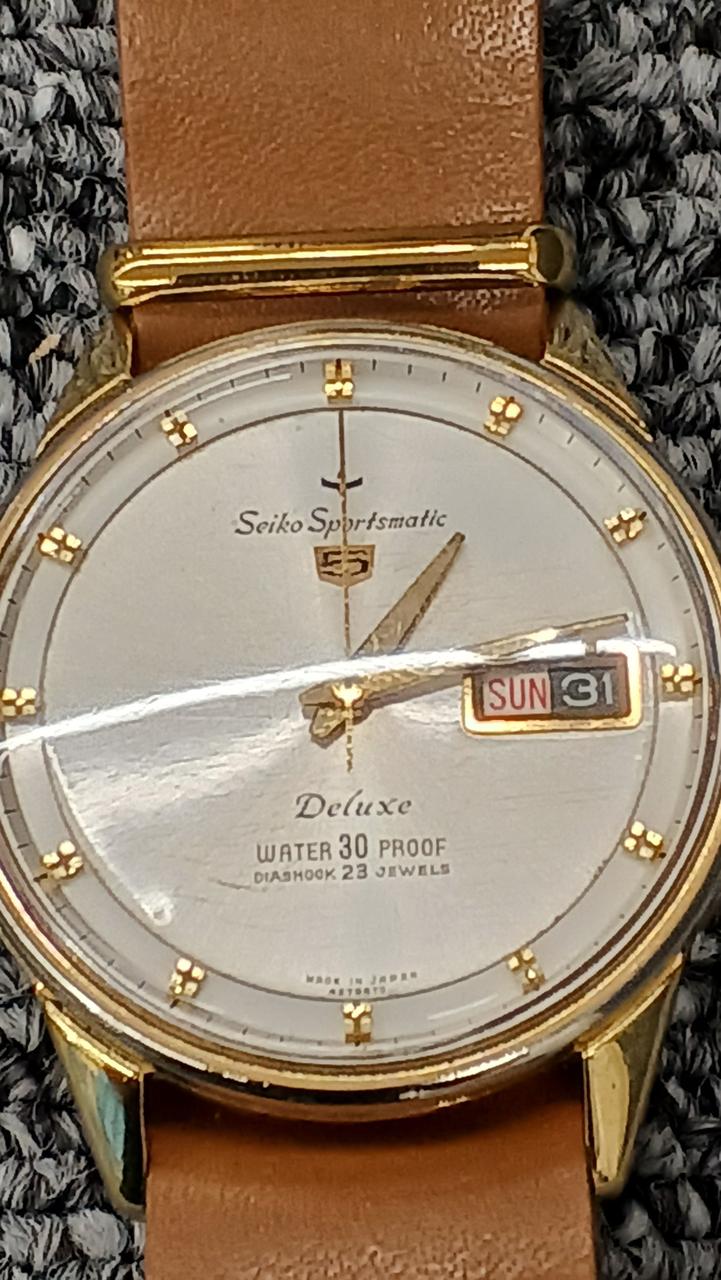 Seiko Sportsmatic
5
SUN 31
Deluxe
WATER 30 PROOF
DIASHOCK 23 JEWELS
MADE IN JAPAN